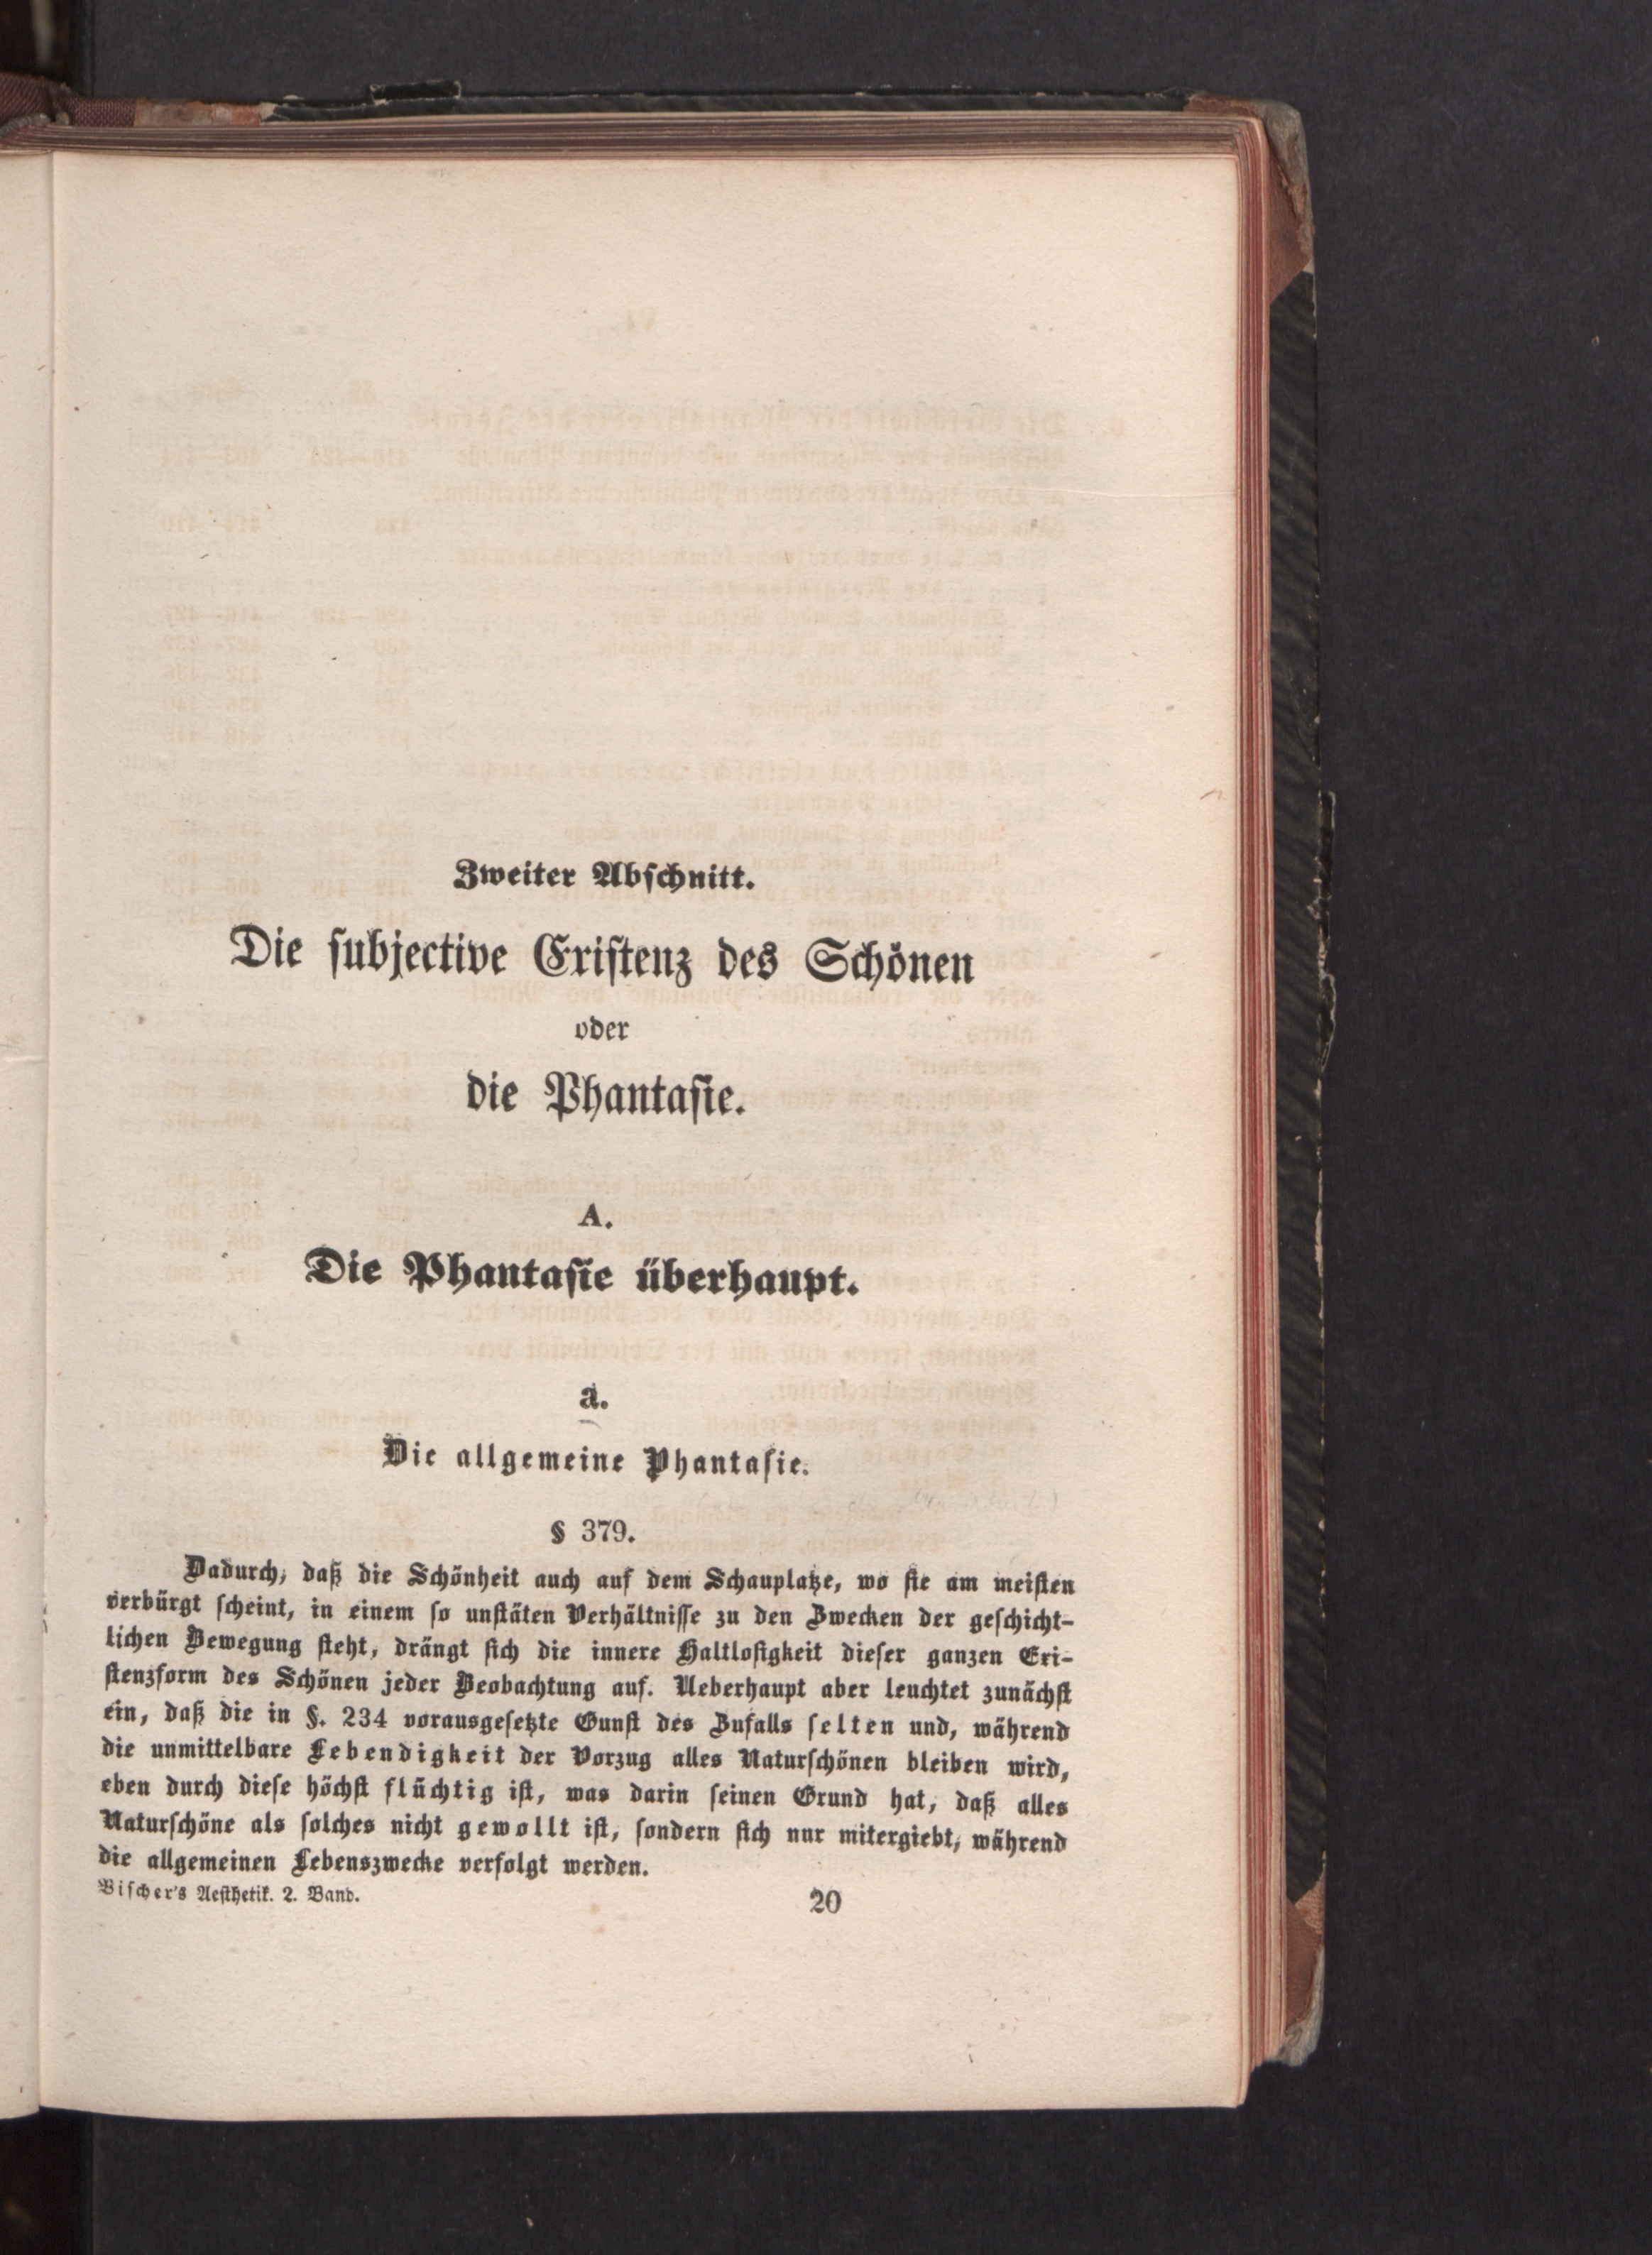 Zweiter Abschnitt.
Die subjective Existenz des Schönen
oder
die Phantasie.
A.
Die Phantasie überhaupt.
a.
Die allgemeine Phantasie.
§ 379.
Dadurch, daß die Schönheit auch auf dem Schauplatze, wo sie am meisten
verbürgt scheint, in einem so unstäten Verhältnisse zu den Zwecken der geschicht-
lichen Bewegung steht, drängt sich die innere Haltlosigkeit dieser ganzen Exi-
stenzform des Schönen jeder Beobachtung auf. Ueberhaupt aber leuchtet zunächst
ein, daß die in §. 234 vorausgesetzte Gunst des Zufalls selten und, während
die unmittelbare Lebendigkeit der Vorzug alles Naturschönen bleiben wird,
eben durch diese höchst flüchtig ist, was darin seinen Grund hat, daß alles
Naturschöne als solches nicht gewollt ist, sondern sich nur mitergiebt, während
die allgemeinen Lebenszwecke verfolgt werden.
Vischer's Aesthetik. 2. Band. 20